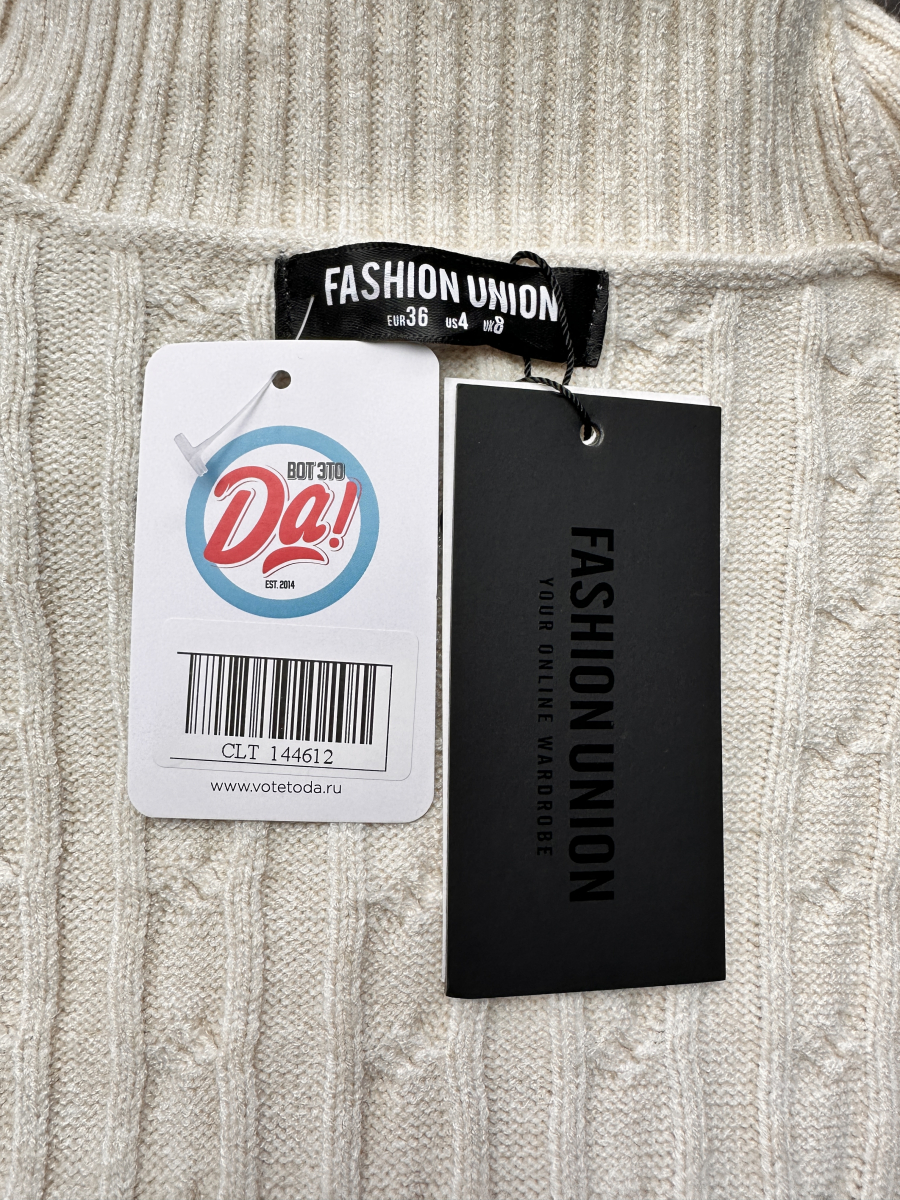 FASHION UNION
EUR36 US4 UK8
ВОТ ЭТО
Да!
EST. 2014
CLT 144612
www.votetoda.ru
FASHION UNION
YOUR ONLINE WARDROBE